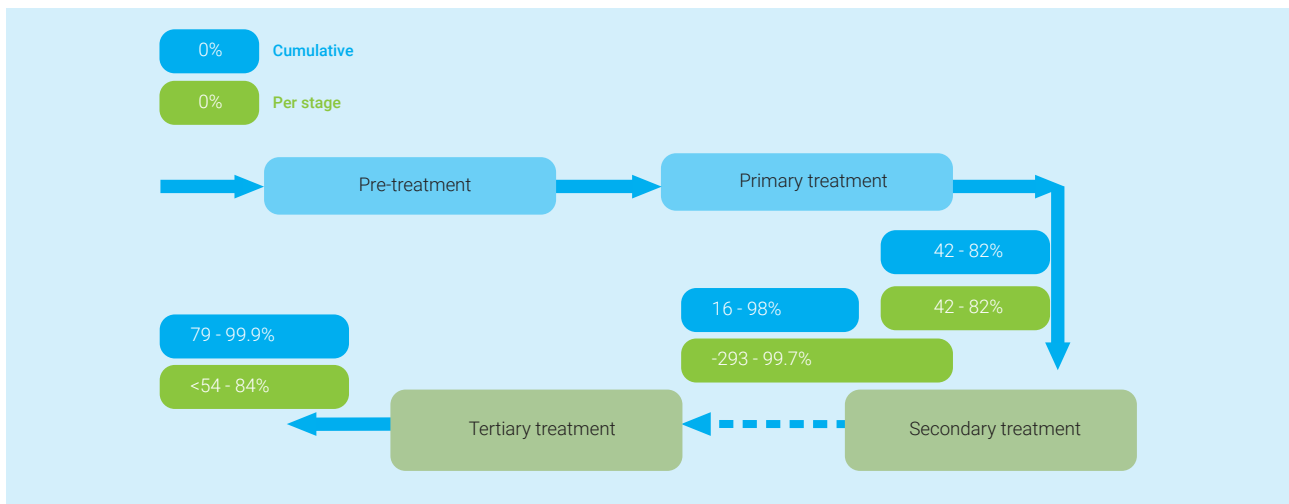 0% Cumulative
0% Per stage
Pre-treatment
Primary treatment
42 - 82%
42 - 82%
16 - 98%
-293 - 99.7%
79 - 99.9%
<54 - 84%
Tertiary treatment
Secondary treatment